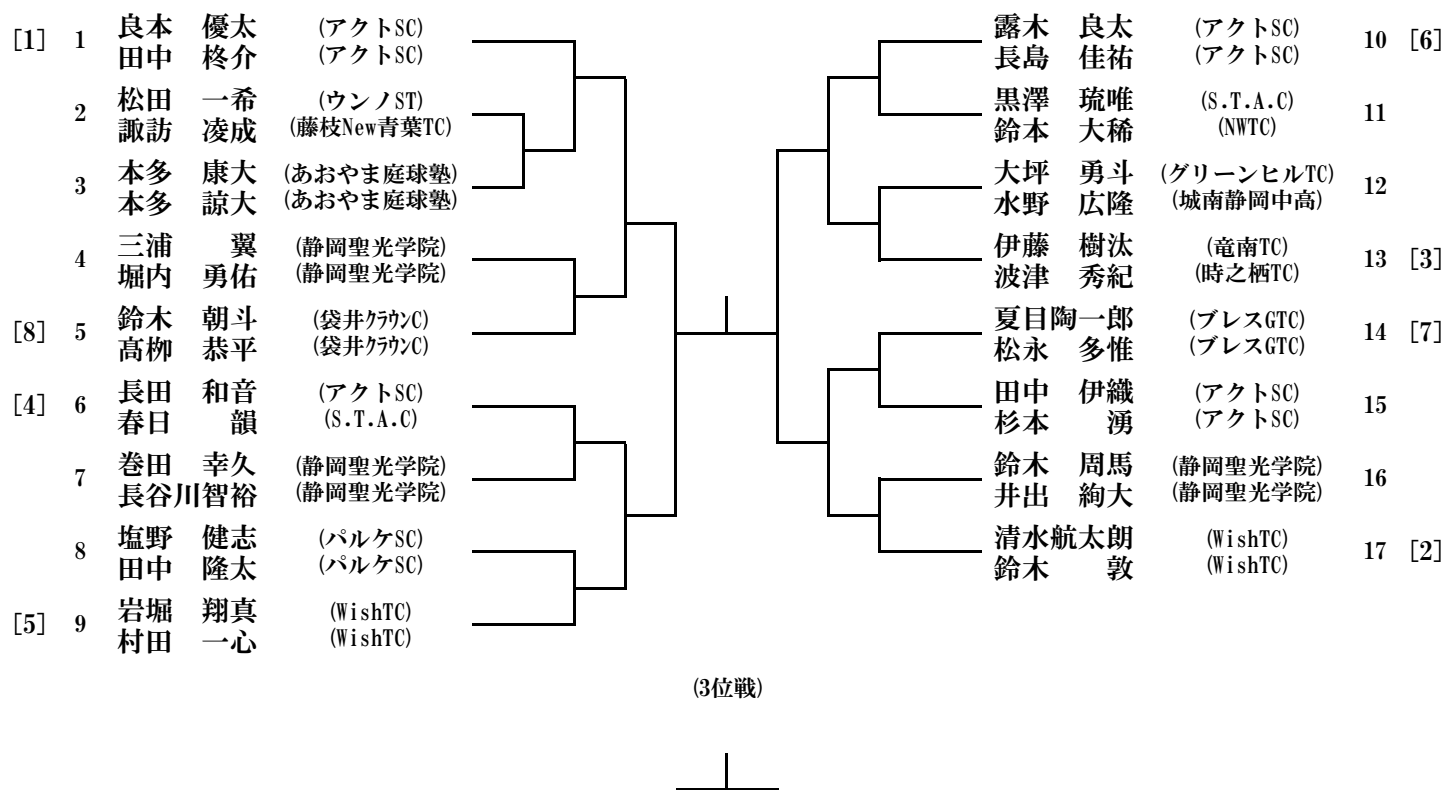 [1] 1 良本 優太 (アクトSC)
田中 柊介 (アクトSC)
2 松田 一希 (ウンノST)
諏訪 凌成 (藤枝New青葉TC)
3 本多 康大 (あおやま庭球塾)
本多 諒大 (あおやま庭球塾)
4 三浦 翼 (静岡聖光学院)
堀内 勇佑 (静岡聖光学院)
[8] 5 鈴木 朝斗 (袋井クラウンC)
髙栁 恭平 (袋井クラウンC)
[4] 6 長田 和音 (アクトSC)
春日 韻 (S.T.A.C)
7 巻田 幸久 (静岡聖光学院)
長谷川智裕 (静岡聖光学院)
8 塩野 健志 (パルケSC)
田中 隆太 (パルケSC)
[5] 9 岩堀 翔真 (WishTC)
村田 一心 (WishTC)
露木 良太 (アクトSC) 10 [6]
長島 佳祐 (アクトSC)
黒澤 琉唯 (S.T.A.C) 11
鈴木 大稀 (NWTC)
大坪 勇斗 (グリーンヒルTC) 12
水野 広隆 (城南静岡中高)
伊藤 樹汰 (竜南TC) 13 [3]
波津 秀紀 (時之栖TC)
夏目陶一郎 (ブレスGTC) 14 [7]
松永 多惟 (ブレスGTC)
田中 伊織 (アクトSC) 15
杉本 湧 (アクトSC)
鈴木 周馬 (静岡聖光学院) 16
井出 絢大 (静岡聖光学院)
清水航太朗 (WishTC) 17 [2]
鈴木 敦 (WishTC)
(3位戦)